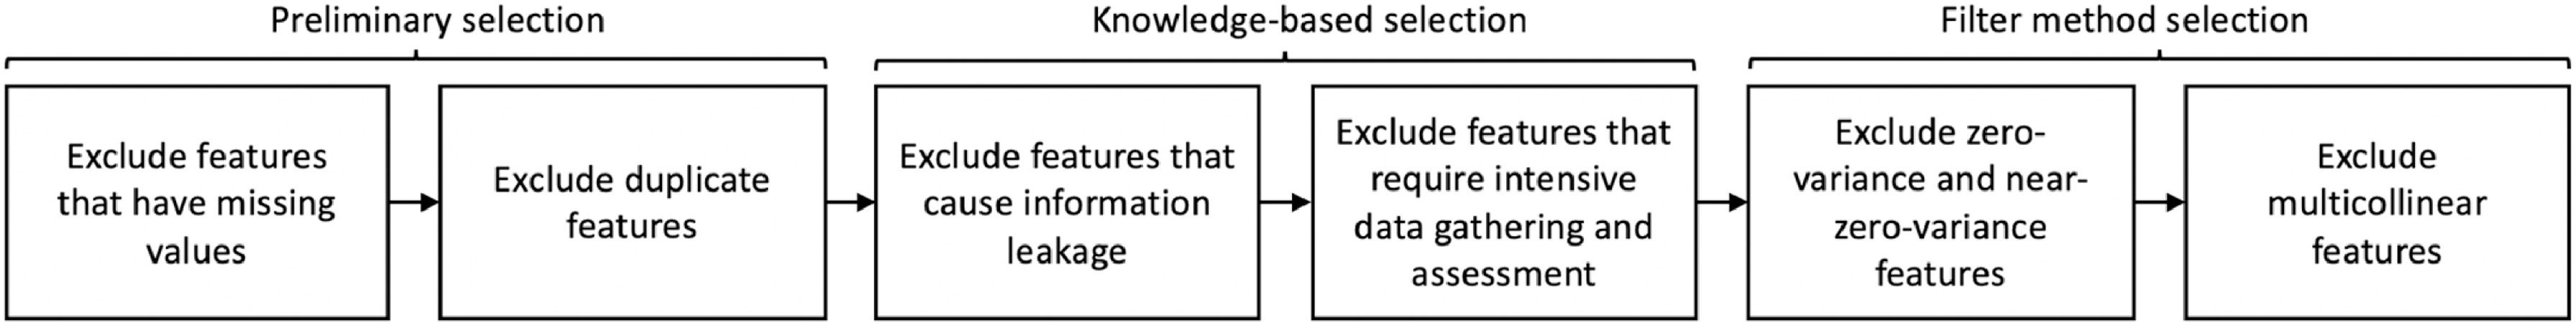 Preliminary selection
Knowledge-based selection
Filter method selection
Exclude features
that have missing
values
Exclude duplicate
features
Exclude features that
cause information
leakage
Exclude features that
require intensive
data gathering and
assessment
Exclude zero-
variance and near-
zero-variance
features
Exclude
multicollinear
features